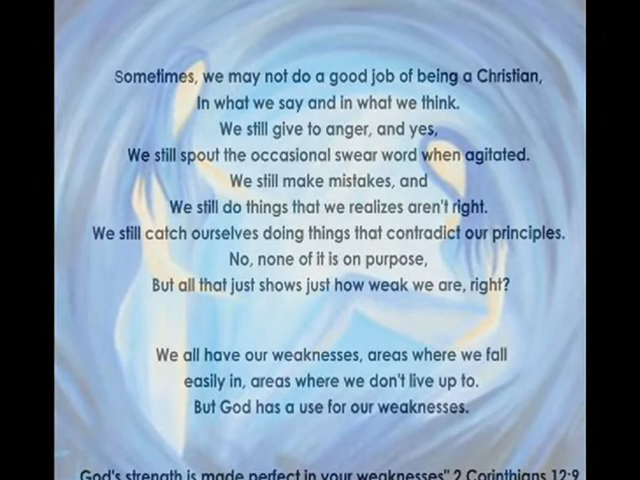 Sometimes, we may not do a good job of being a Christian,
In what we say and in what we think.
We still give to anger, and yes,
We still spout the occasional swear word when agitated.
We still make mistakes, and
We still do things that we realizes aren't right.
We still catch ourselves doing things that contradict our principles.
No, none of it is on purpose,
But all that just shows just how weak we are, right?
We all have our weaknesses, areas where we fall
easily in, areas where we don't live up to.
But God has a use for our weaknesses.
God's strength is made perfect in your weaknesses" 2 Corinthians 12:9